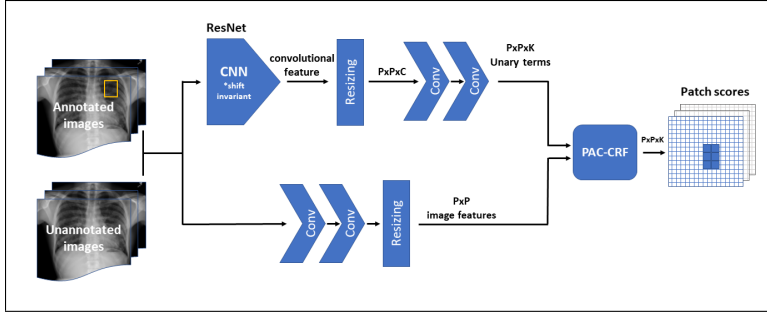 ResNet
CNN
*shift
invariant
convolutional
feature
Resizing
PxPxC
Conv
Conv
PxPxK
Unary terms
Annotated
images
Unannotated
images
Conv
Conv
Resizing
PxP
image features
PAC-CRF
PxPxK
Patch scores